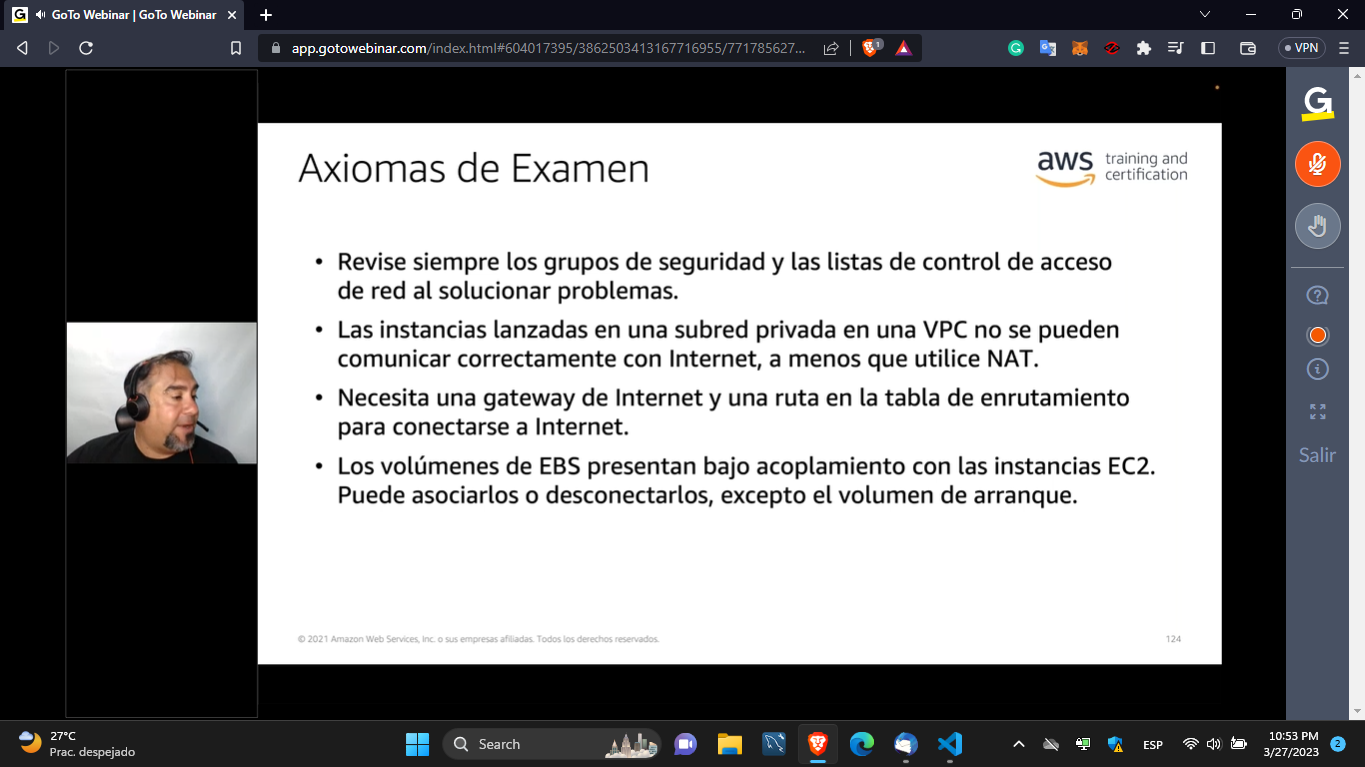 GoTo Webinar | GoTo Webinar
app.gotowebinar.com/index.html#604017395/3862503413167716955/771785627...
1
VPN
Axiomas de Examen
aws training and certification
• Revise siempre los grupos de seguridad y las listas de control de acceso
de red al solucionar problemas.
• Las instancias lanzadas en una subred privada en una VPC no se pueden
comunicar correctamente con Internet, a menos que utilice NAT.
• Necesita una gateway de Internet y una ruta en la tabla de enrutamiento
para conectarse a Internet.
• Los volúmenes de EBS presentan bajo acoplamiento con las instancias EC2.
Puede asociarlos o desconectarlos, excepto el volumen de arranque.
© 2021 Amazon Web Services, Inc. o sus empresas afiliadas. Todos los derechos reservados.
124
Salir
27°C
Prac. despejado
Search
ESP
10:53 PM
3/27/2023
2